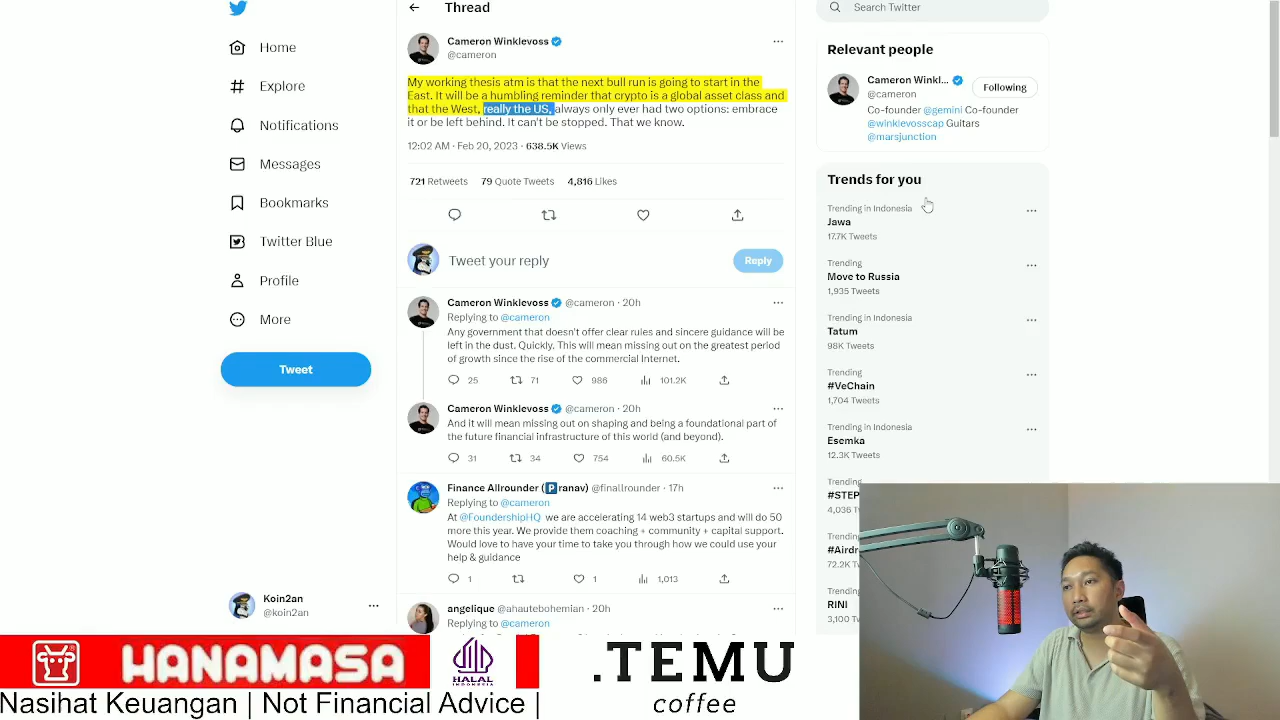 Home
Explore
Notifications
Messages
Bookmarks
Twitter Blue
Profile
More
Tweet
Koin2an
@koin2an
Thread
Cameron Winklevoss
@cameron
My working thesis atm is that the next bull run is going to start in the
East. It will be a humbling reminder that crypto is a global asset class and
that the West, really the US, always only ever had two options: embrace
it or be left behind. It can't be stopped. That we know.
12:02 AM · Feb 20, 2023 · 638.5K Views
721 Retweets 79 Quote Tweets 4,816 Likes
Tweet your reply
Reply
Cameron Winklevoss @cameron · 20h
Replying to @cameron
Any government that doesn't offer clear rules and sincere guidance will be
left in the dust. Quickly. This will mean missing out on the greatest period
of growth since the rise of the commercial Internet.
25 71 986 101.2K
Cameron Winklevoss @cameron · 20h
And it will mean missing out on shaping and being a foundational part of
the future financial infrastructure of this world (and beyond).
31 34 754 60.5K
Finance Allrounder (🅿️ranav) @finallrounder · 17h
Replying to @cameron
At @FoundershipHQ we are accelerating 14 web3 startups and will do 50
more this year. We provide them coaching + community + capital support.
Would love to have your time to take you through how we could use your
help & guidance
1 1 1,013
angelique @ahautebohemian · 20h
Replying to @cameron
Search Twitter
Relevant people
Cameron Winkl...
@cameron
Following
Co-founder @gemini Co-founder
@winklevosscap Guitars
@marsjunction
Trends for you
Trending in Indonesia
Jawa
17.7K Tweets
Trending
Move to Russia
1,935 Tweets
Trending in Indonesia
Tatum
98K Tweets
Trending
#VeChain
1,704 Tweets
Trending in Indonesia
Esemka
12.3K Tweets
#STEP
4,036
#Airdr
72.2K
RINI
3,100
HANAMASA
HALAL
INDONESIA
.TEMU
coffee
Nasihat Keuangan | Not Financial Advice |